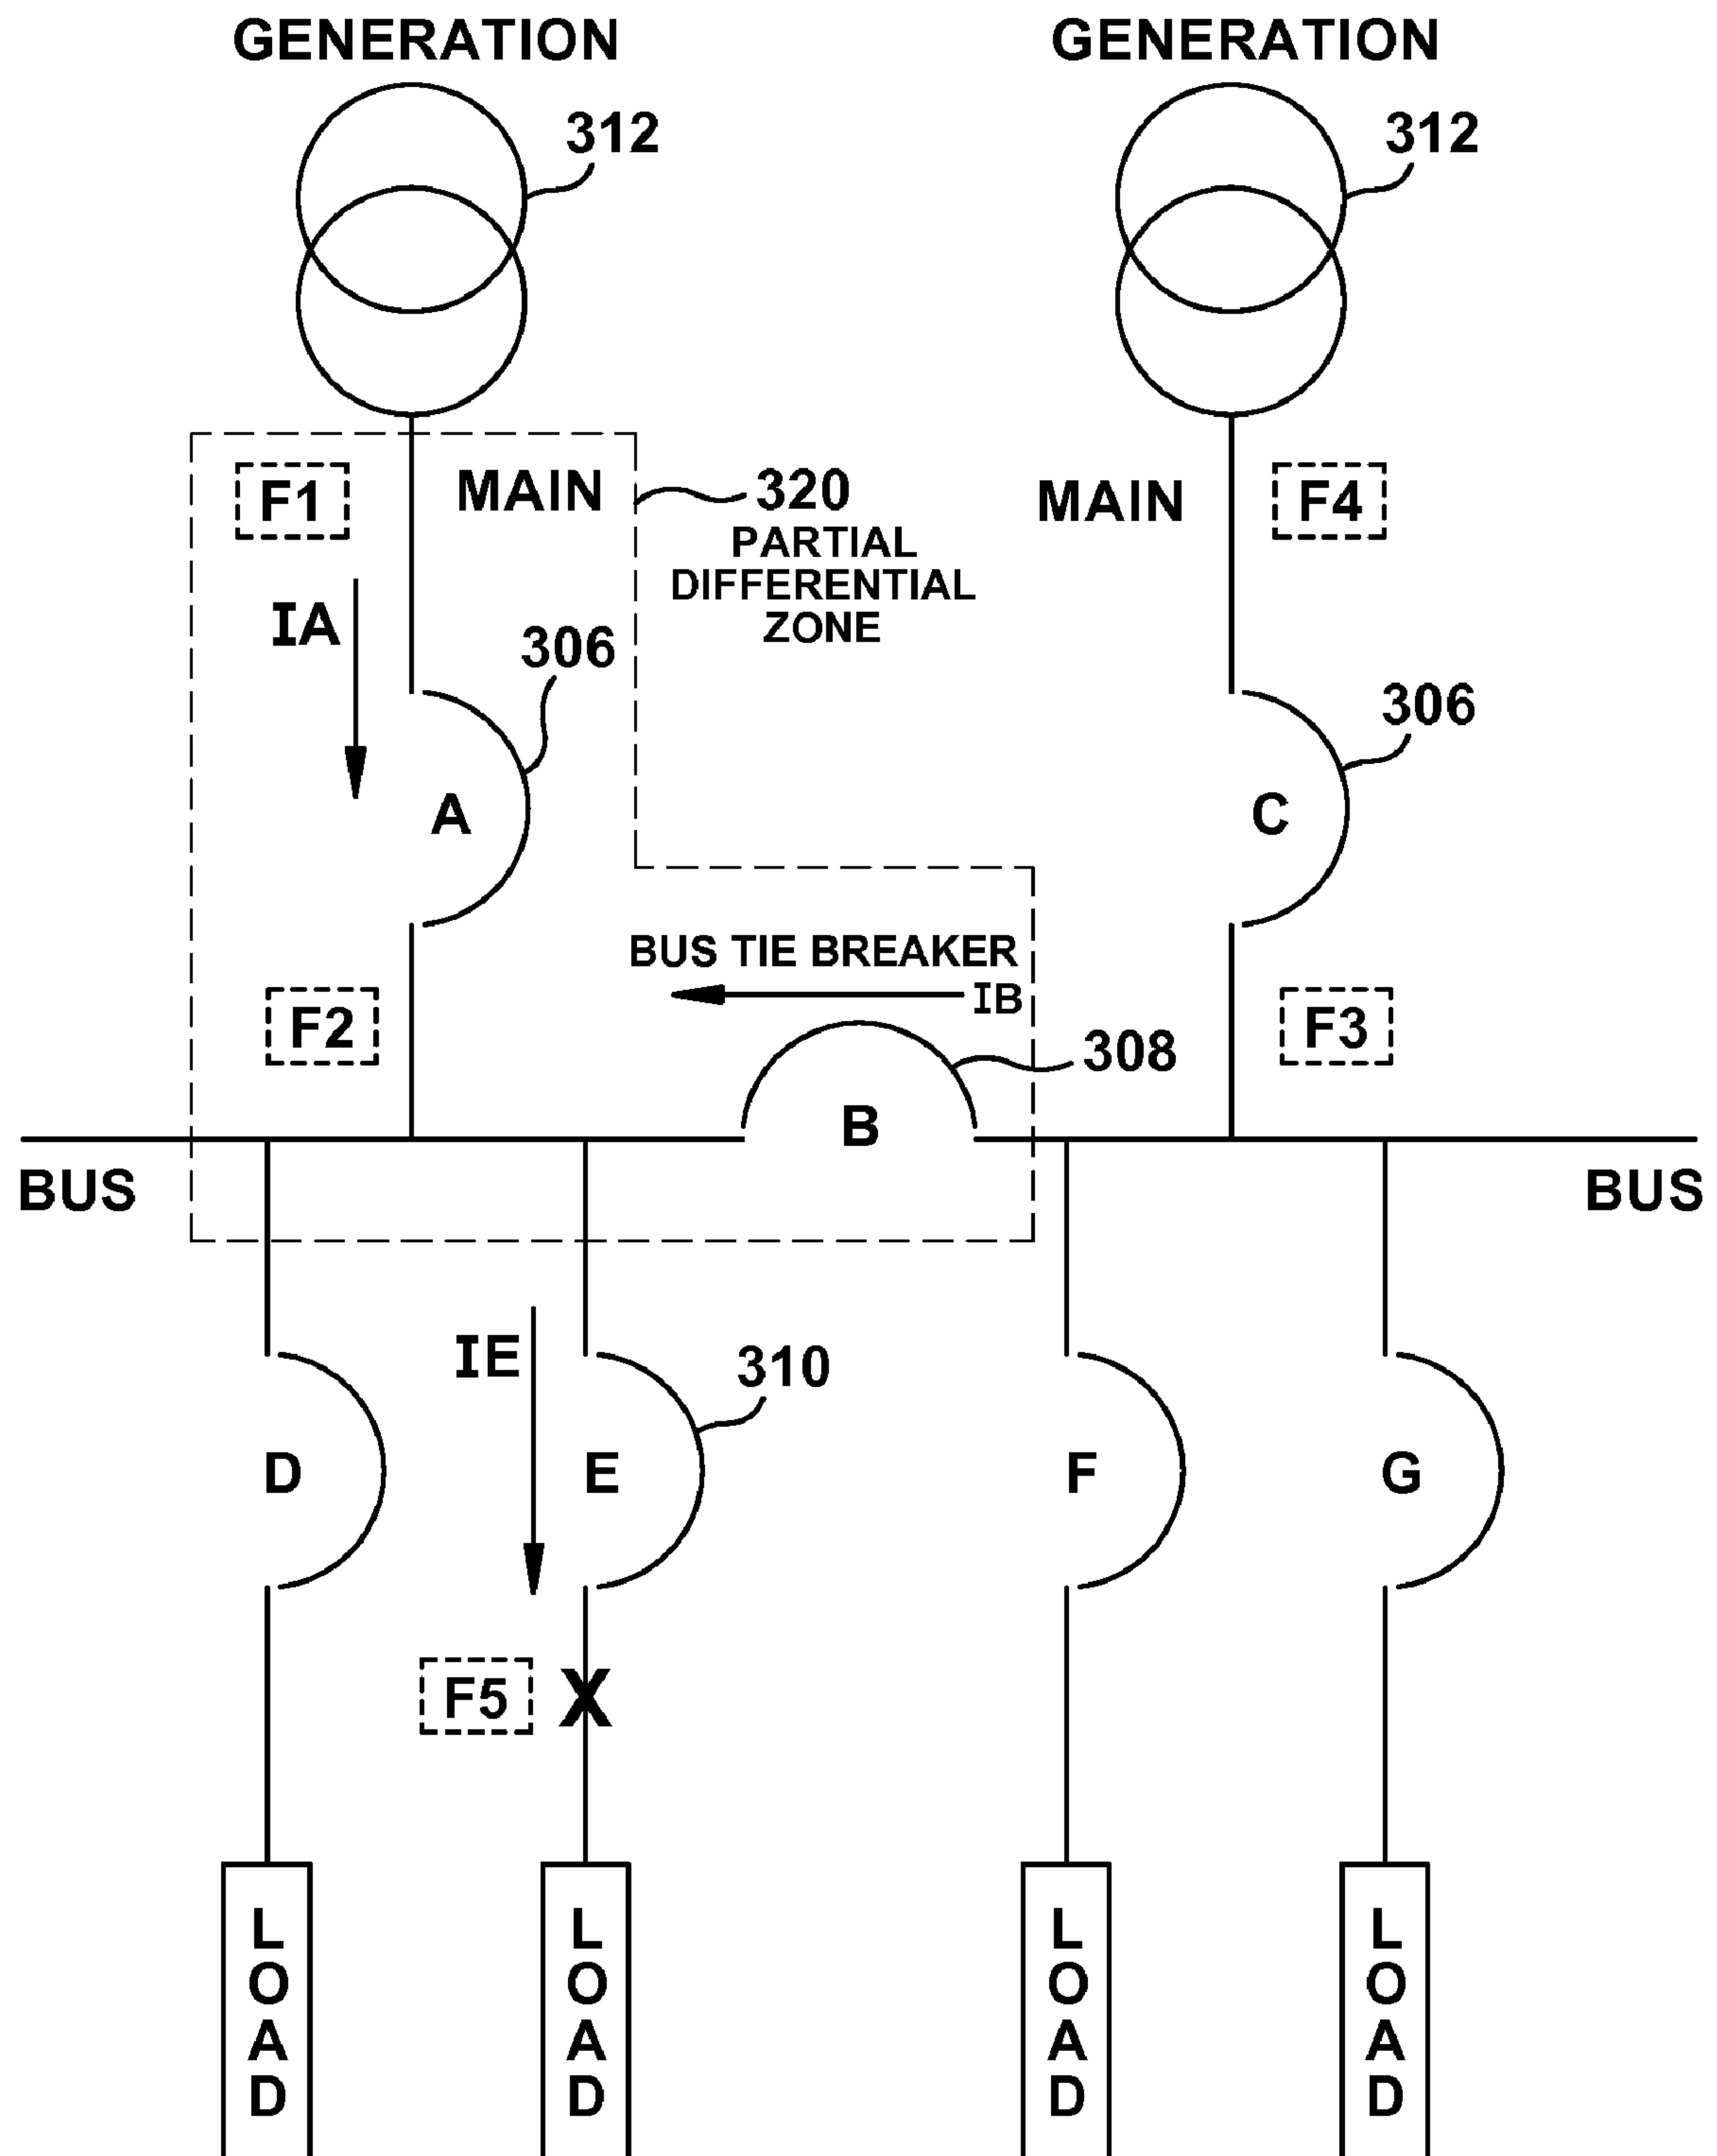 GENERATION GENERATION
312 312
F1 MAIN 320 MAIN F4
PARTIAL
DIFFERENTIAL
ZONE
IA 306 306
A C
BUS TIE BREAKER
IB
F2 308 F3
B
BUS BUS
IE 310
D E F G
F5 X
LOAD LOAD LOAD LOAD